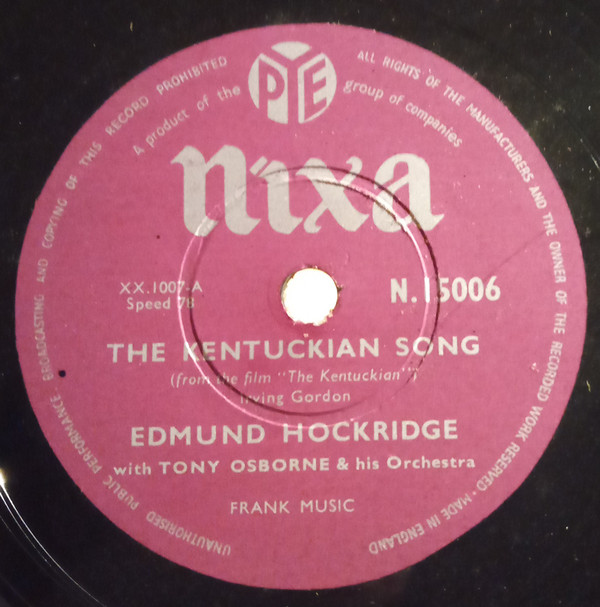 UNAUTHORISED PUBLIC PERFORMANCE BROADCASTING AND COPYING OF THIS RECORD PROHIBITED
ALL RIGHTS OF THE MANUFACTURERS AND THE OWNER OF THE RECORDED WORK RESERVED · MADE IN ENGLAND
A product of the PYE group of companies
nixa
XX.1007-A
Speed 78
N.15006
THE KENTUCKIAN SONG
(from the film "The Kentuckian")
Irving Gordon
EDMUND HOCKRIDGE
with TONY OSBORNE & his Orchestra
FRANK MUSIC